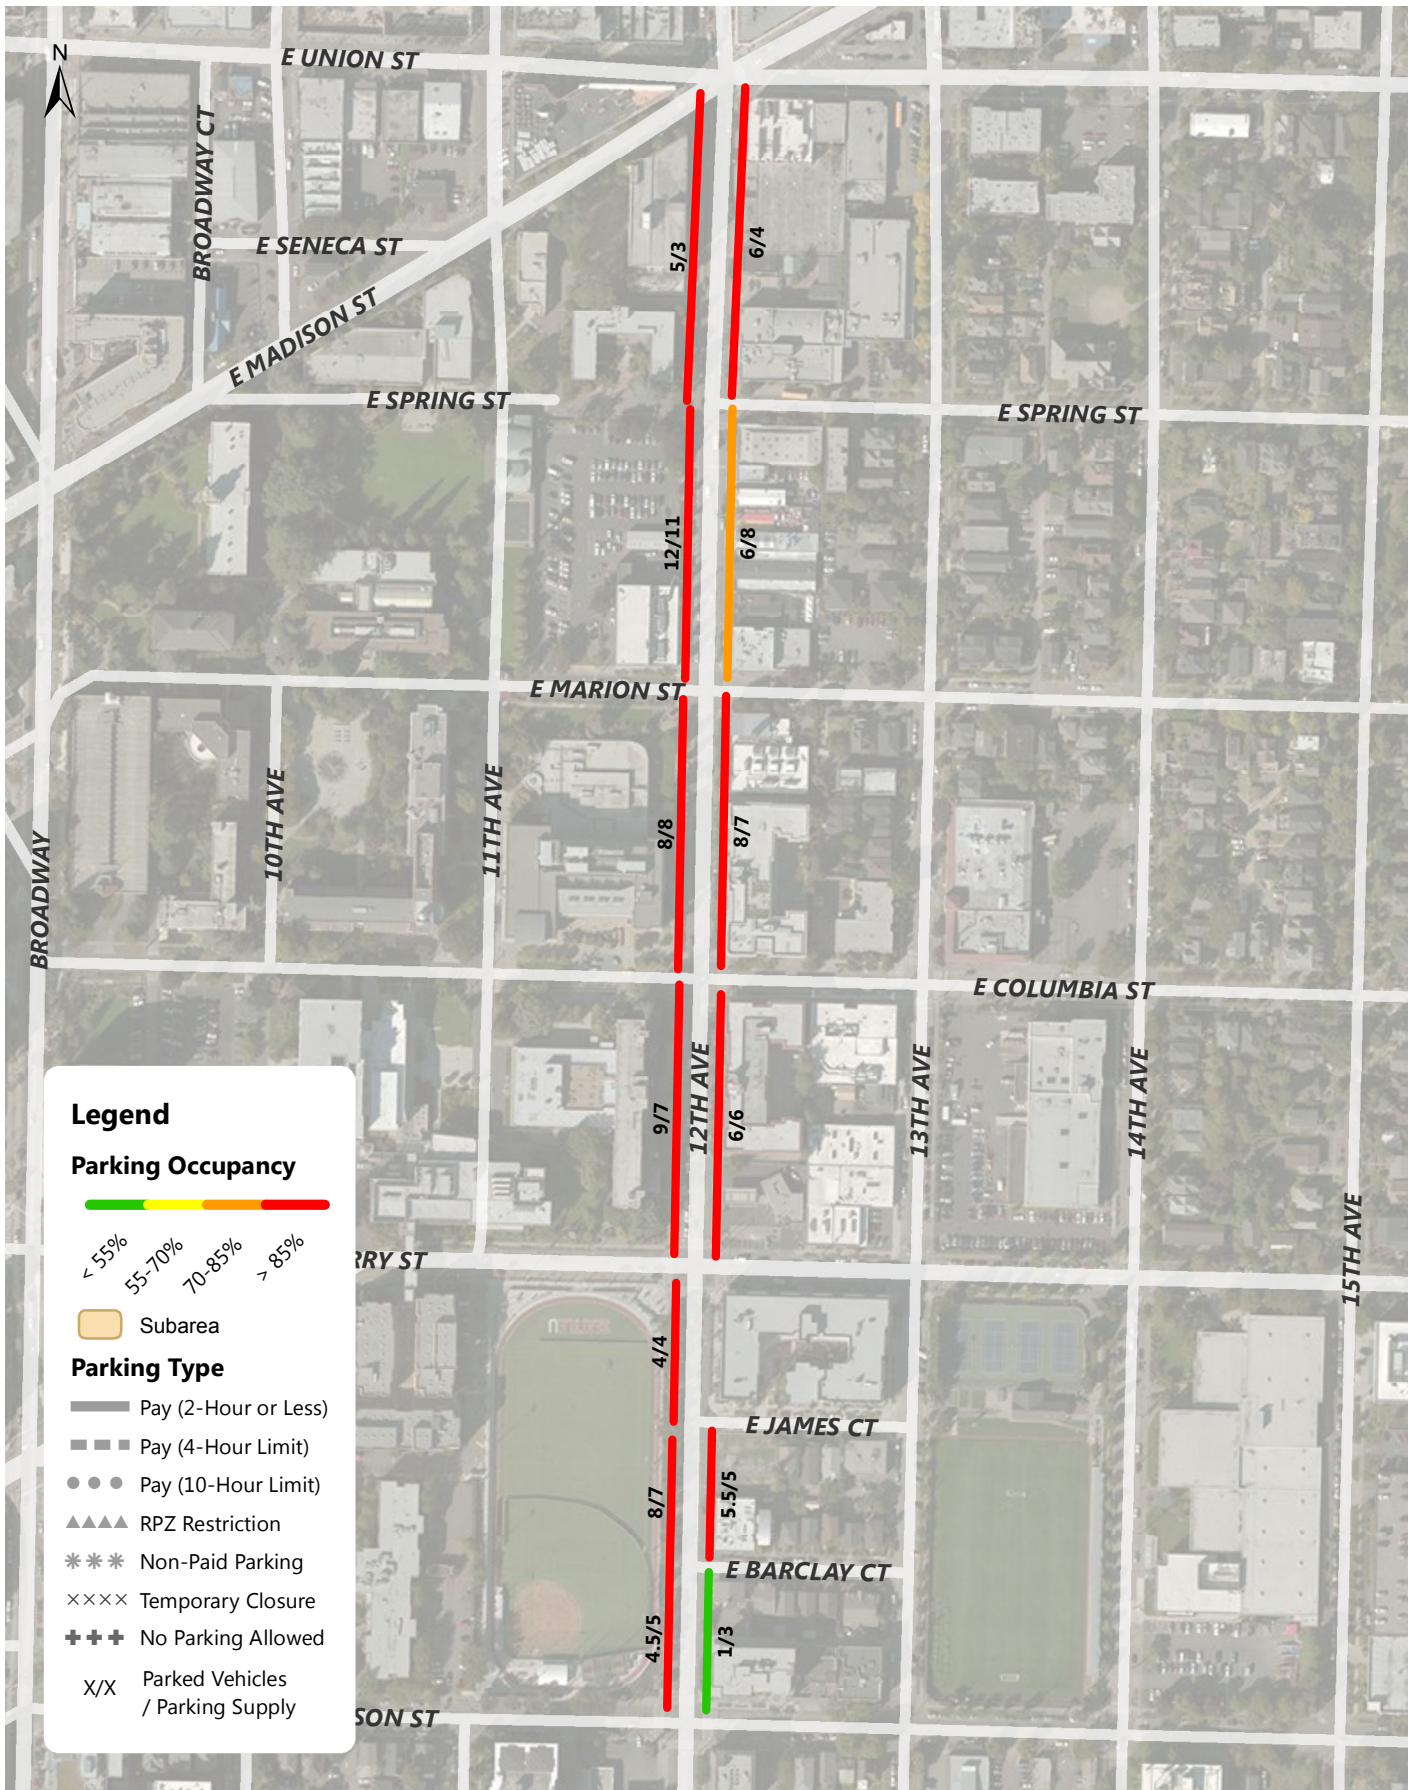 N
E UNION ST
BROADWAY CT
E SENECA ST
E MADISON ST
5/3
6/4
E SPRING ST
E SPRING ST
12/11
6/8
E MARION ST
10TH AVE
11TH AVE
8/8
8/7
BROADWAY
E COLUMBIA ST
12TH AVE
13TH AVE
14TH AVE
9/7
6/6
15TH AVE
RRY ST
4/4
E JAMES CT
8/7
5.5/5
E BARCLAY CT
4.5/5
1/3
SON ST
Legend
Parking Occupancy
< 55%
55-70%
70-85%
> 85%
Subarea
Parking Type
Pay (2-Hour or Less)
Pay (4-Hour Limit)
Pay (10-Hour Limit)
RPZ Restriction
Non-Paid Parking
Temporary Closure
No Parking Allowed
X/X
Parked Vehicles
/ Parking Supply